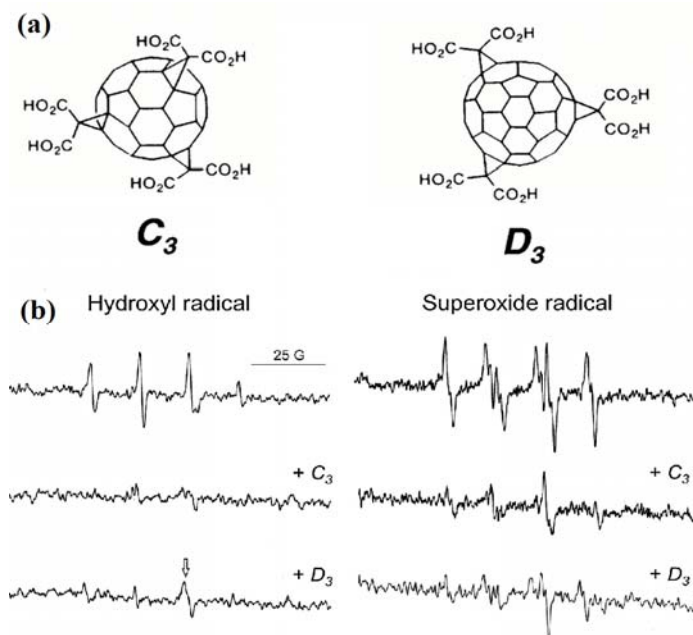 (a)
HO₂C CO₂H
HO₂C CO₂H
HO₂C CO₂H
C₃
HO₂C CO₂H
CO₂H
CO₂H
HO₂C CO₂H
D₃
(b)
Hydroxyl radical
25 G
+ C₃
+ D₃
Superoxide radical
+ C₃
+ D₃